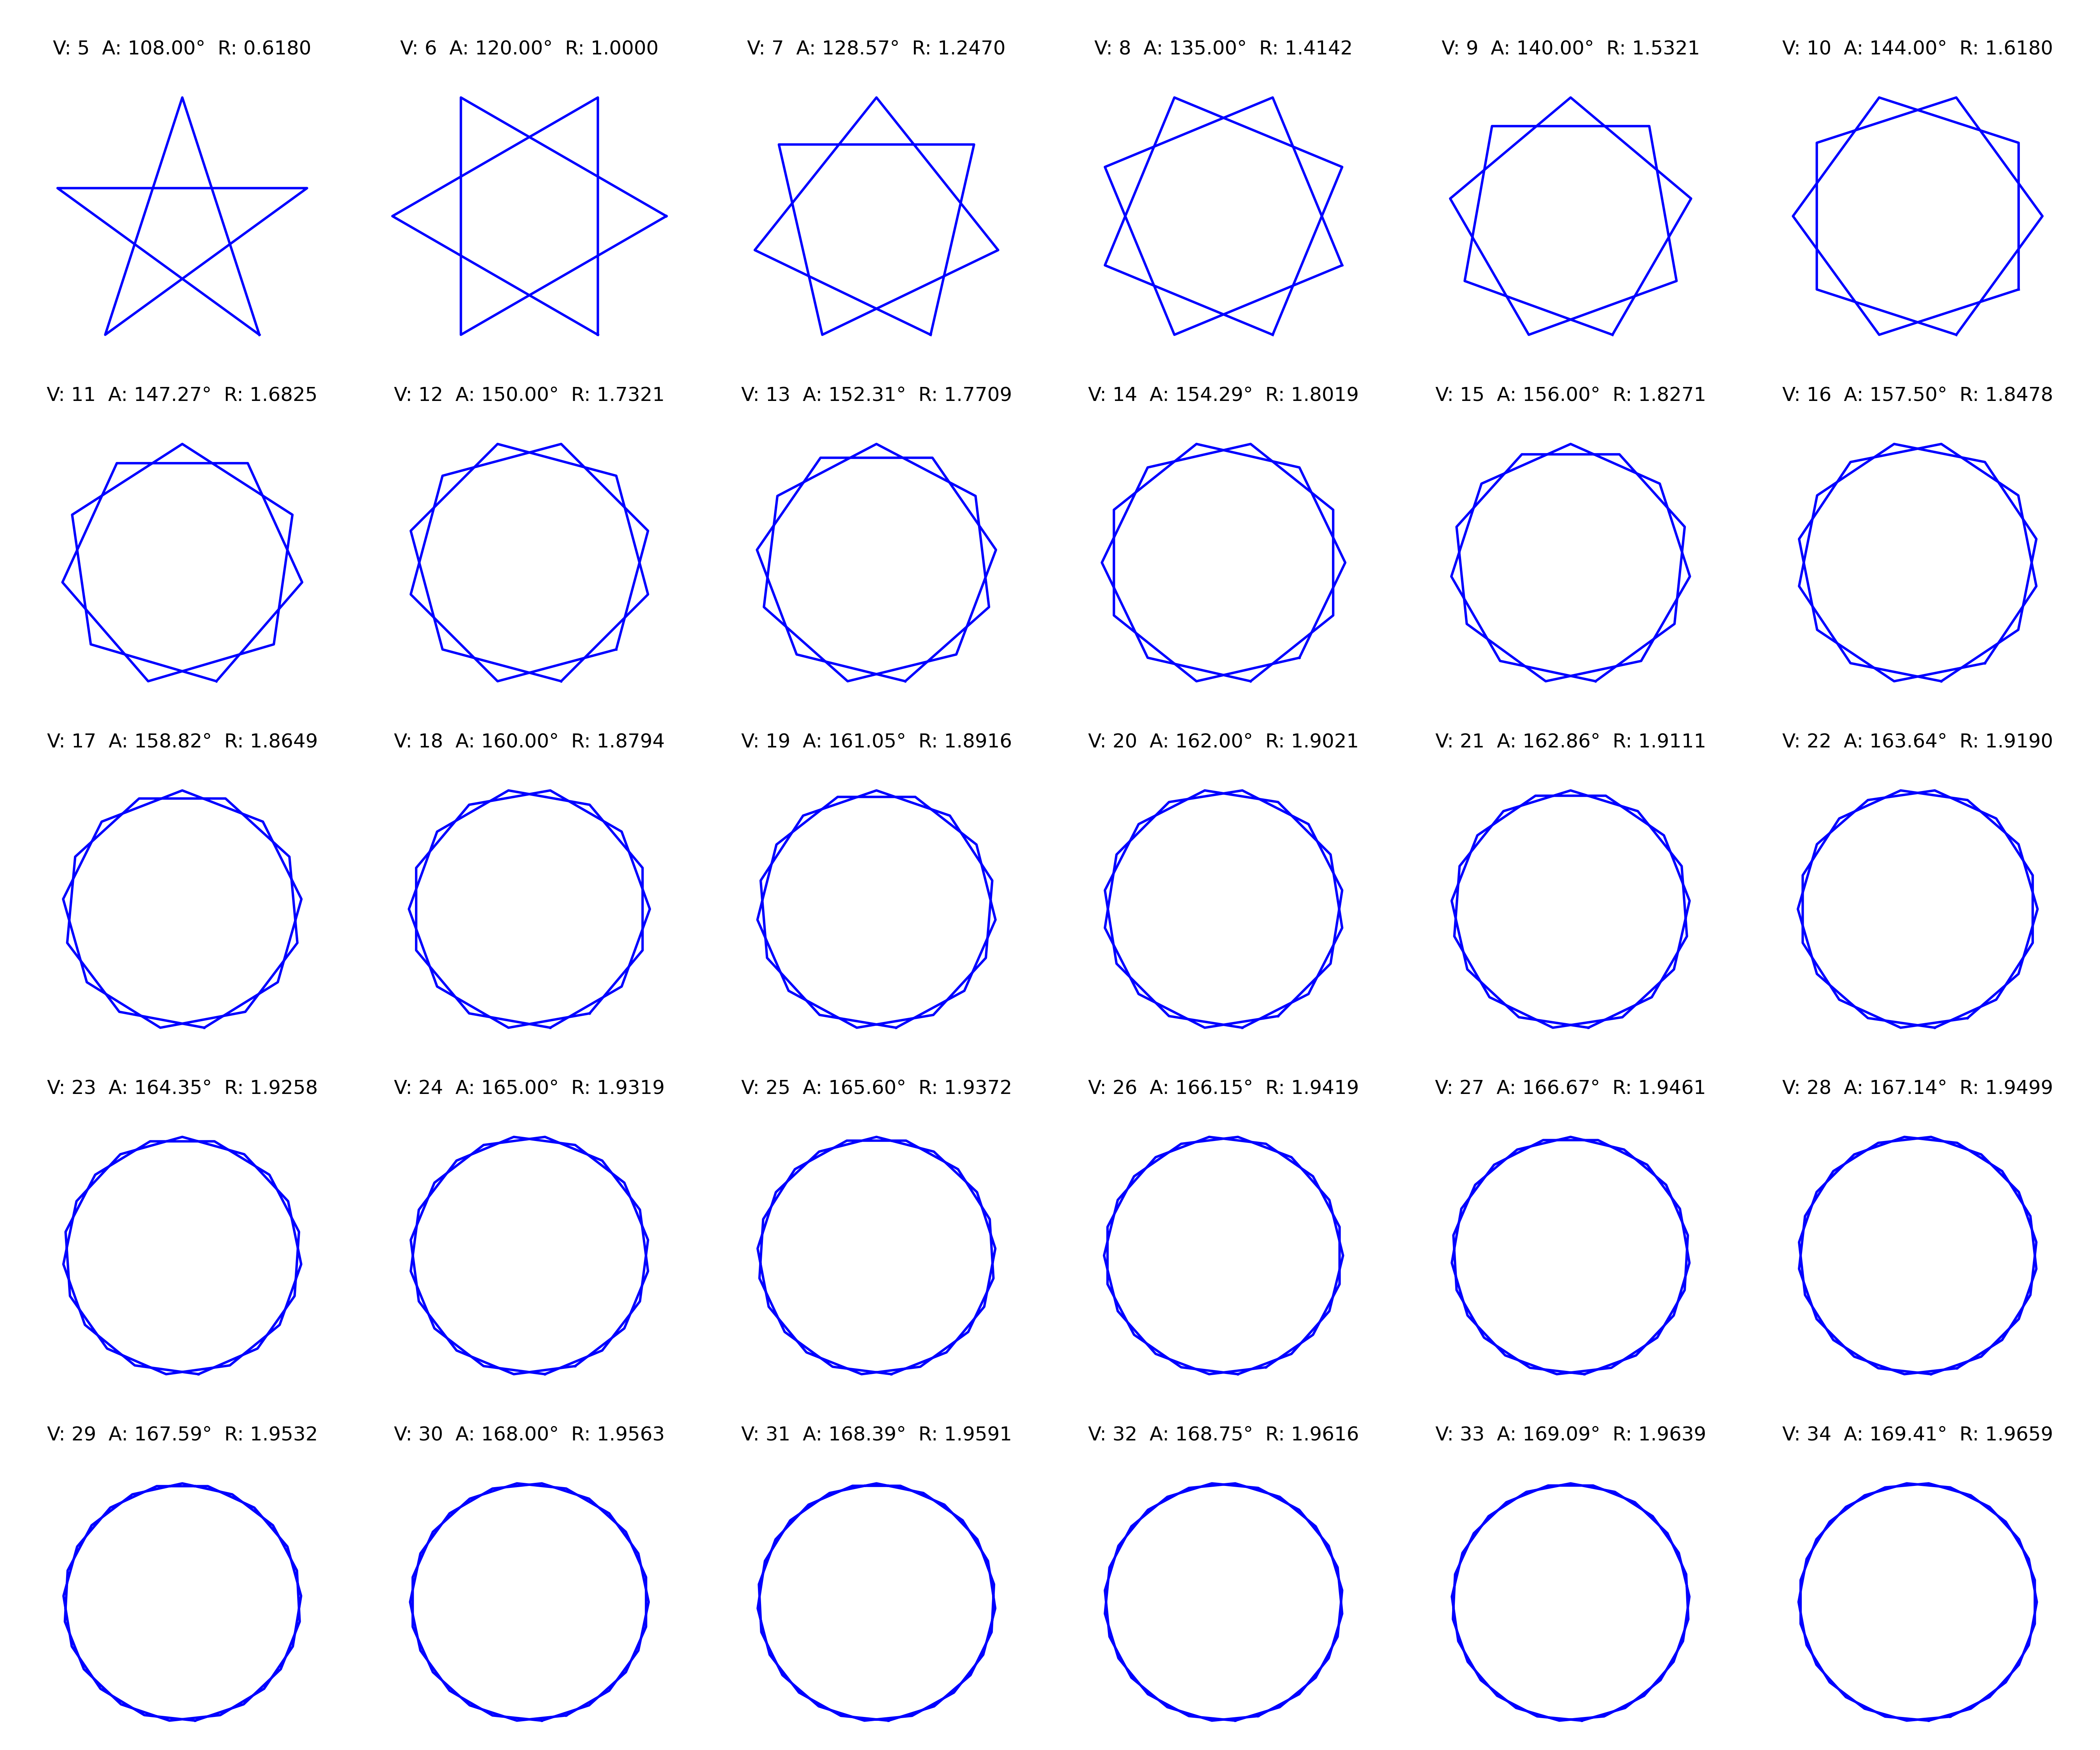 V: 5  A: 108.00°  R: 0.6180
V: 6  A: 120.00°  R: 1.0000
V: 7  A: 128.57°  R: 1.2470
V: 8  A: 135.00°  R: 1.4142
V: 9  A: 140.00°  R: 1.5321
V: 10  A: 144.00°  R: 1.6180
V: 11  A: 147.27°  R: 1.6825
V: 12  A: 150.00°  R: 1.7321
V: 13  A: 152.31°  R: 1.7709
V: 14  A: 154.29°  R: 1.8019
V: 15  A: 156.00°  R: 1.8271
V: 16  A: 157.50°  R: 1.8478
V: 17  A: 158.82°  R: 1.8649
V: 18  A: 160.00°  R: 1.8794
V: 19  A: 161.05°  R: 1.8916
V: 20  A: 162.00°  R: 1.9021
V: 21  A: 162.86°  R: 1.9111
V: 22  A: 163.64°  R: 1.9190
V: 23  A: 164.35°  R: 1.9258
V: 24  A: 165.00°  R: 1.9319
V: 25  A: 165.60°  R: 1.9372
V: 26  A: 166.15°  R: 1.9419
V: 27  A: 166.67°  R: 1.9461
V: 28  A: 167.14°  R: 1.9499
V: 29  A: 167.59°  R: 1.9532
V: 30  A: 168.00°  R: 1.9563
V: 31  A: 168.39°  R: 1.9591
V: 32  A: 168.75°  R: 1.9616
V: 33  A: 169.09°  R: 1.9639
V: 34  A: 169.41°  R: 1.9659